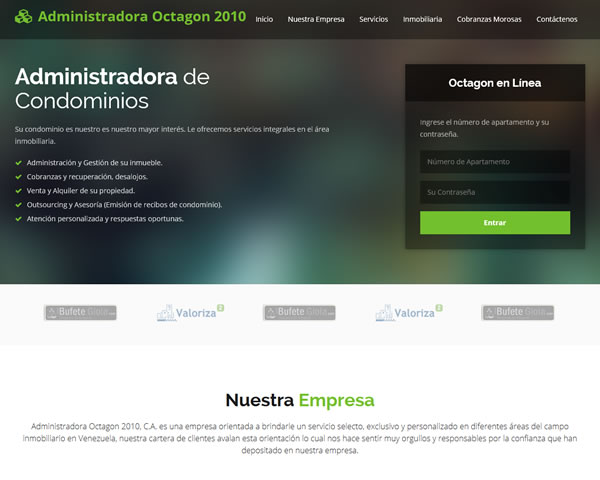 Administradora Octagon 2010
Inicio Nuestra Empresa Servicios Inmobiliaria Cobranzas Morosas Contáctenos
Administradora de
Condominios
Su condominio es nuestro es nuestro mayor interés. Le ofrecemos servicios integrales en el área
inmobiliaria.
Administración y Gestión de su inmueble.
Cobranzas y recuperación, desalojos.
Venta y Alquiler de su propiedad.
Outsourcing y Asesoría (Emisión de recibos de condominio).
Atención personalizada y respuestas oportunas.
Octagon en Línea
Ingrese el número de apartamento y su
contraseña.
Número de Apartamento
Su Contraseña
Entrar
Bufete Gioia Valoriza 2 Bufete Gioia Valoriza 2 Bufete Gioia
Nuestra Empresa
Administradora Octagon 2010, C.A. es una empresa orientada a brindarle un servicio selecto, exclusivo y personalizado en diferentes áreas del campo
inmobiliario en Venezuela, nuestra cartera de clientes avalan esta orientación lo cual nos hace sentir muy orgullos y responsables por la confianza que han
depositado en nuestra empresa.